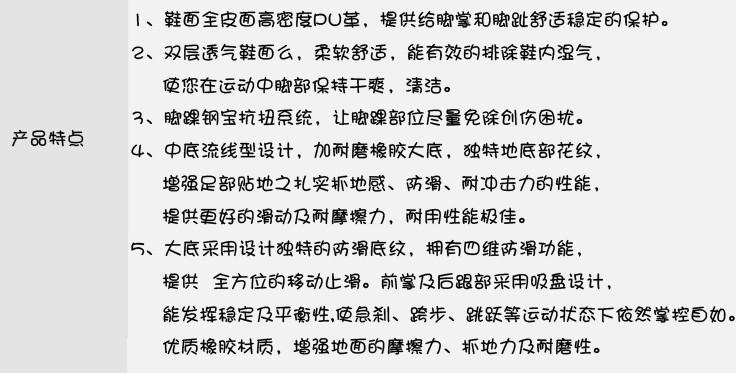 1、鞋面全皮面高密度PU革，提供给脚掌和脚趾舒适稳定的保护。
2、双层透气鞋面么，柔软舒适，能有效的排除鞋内湿气，
使您在运动中脚部保持干爽，清洁。
3、脚踝钢宝抗扭系统，让脚踝部位尽量免除创伤困扰。
产品特点
4、中底流线型设计，加耐磨橡胶大底，独特地底部花纹，
增强足部贴地之扎实抓地感、防滑、耐冲击力的性能，
提供更好的滑动及耐摩擦力，耐用性能极佳。
5、大底采用设计独特的防滑底纹，拥有四维防滑功能，
提供 全方位的移动止滑。前掌及后跟部采用吸盘设计，
能发挥稳定及平衡性,使急刹、跨步、跳跃等运动状态下依然掌控自如。
优质橡胶材质，增强地面的摩擦力、抓地力及耐磨性。